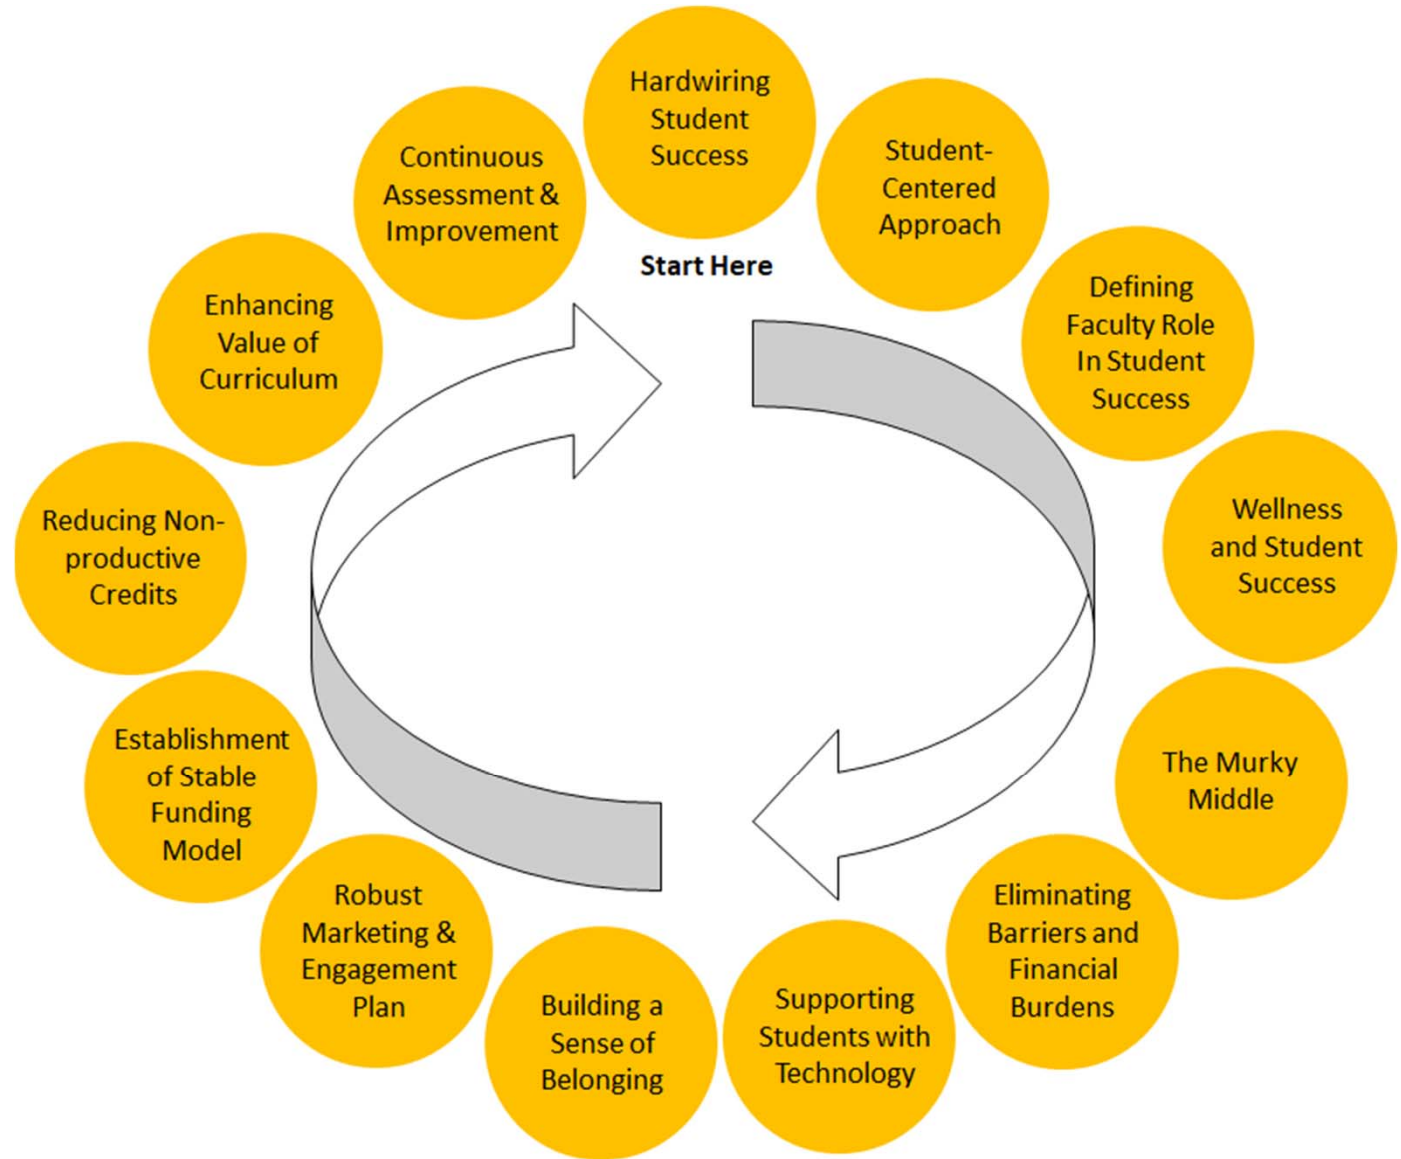 Hardwiring
Student
Success
Start Here
Student-
Centered
Approach
Defining
Faculty Role
In Student
Success
Wellness
and Student
Success
The Murky
Middle
Eliminating
Barriers and
Financial
Burdens
Supporting
Students with
Technology
Building a
Sense of
Belonging
Robust
Marketing &
Engagement
Plan
Establishment
of Stable
Funding
Model
Reducing Non-
productive
Credits
Enhancing
Value of
Curriculum
Continuous
Assessment &
Improvement